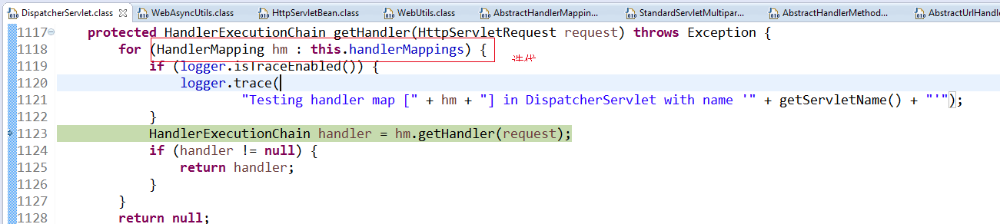 DispatcherServlet.class WebAsyncUtils.class HttpServletBean.class WebUtils.class AbstractHandlerMappin... StandardServletMultipar... AbstractHandlerMethod... AbstractUrlHandl
1117 protected HandlerExecutionChain getHandler(HttpServletRequest request) throws Exception {
1118 for (HandlerMapping hm : this.handlerMappings) {
1119 if (logger.isTraceEnabled()) {
1120 logger.trace(
1121 "Testing handler map [" + hm + "] in DispatcherServlet with name '" + getServletName() + "'");
1122 }
1123 HandlerExecutionChain handler = hm.getHandler(request);
1124 if (handler != null) {
1125 return handler;
1126 }
1127 }
1128 return null;